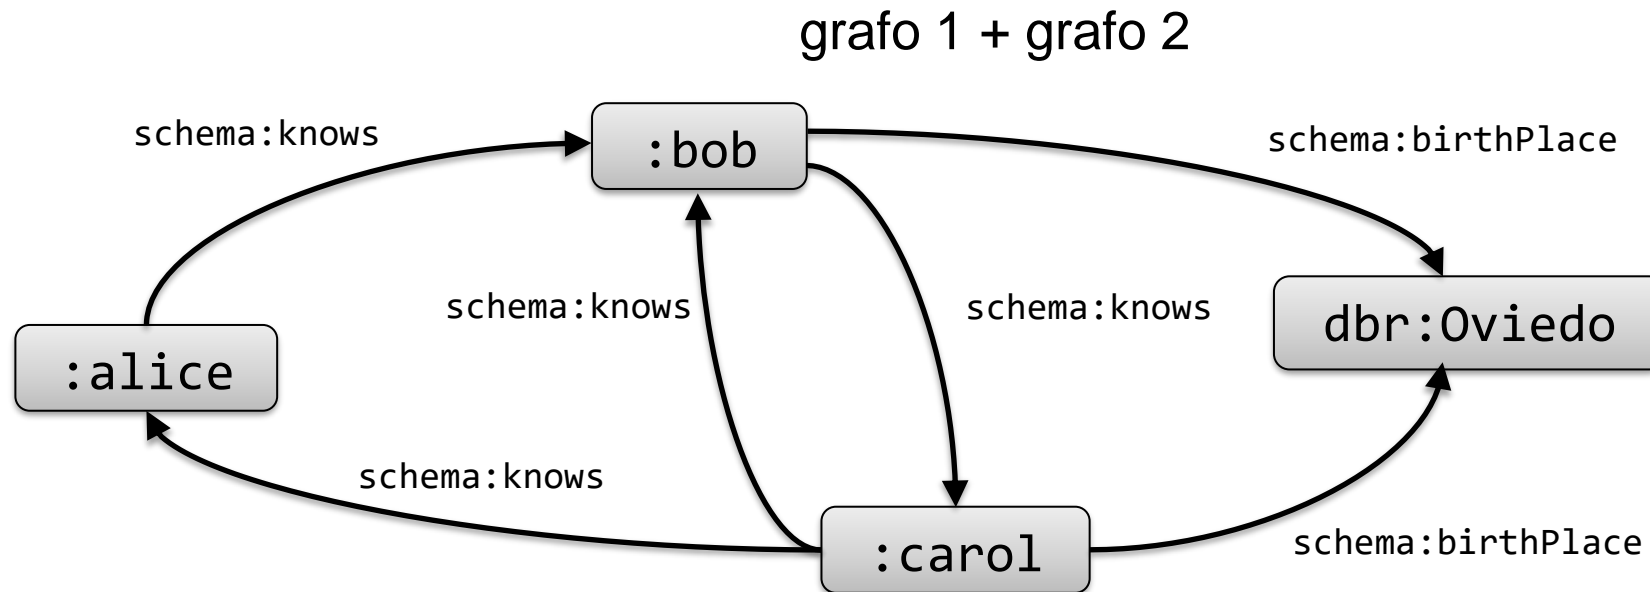 grafo 1 + grafo 2
schema:knows
:bob
schema:birthPlace
schema:knows
schema:knows
dbr:Oviedo
:alice
schema:knows
:carol
schema:birthPlace